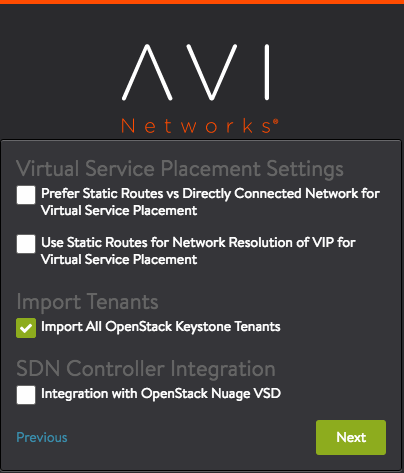 AVI
Networks®
Virtual Service Placement Settings
Prefer Static Routes vs Directly Connected Network for
Virtual Service Placement
Use Static Routes for Network Resolution of VIP for
Virtual Service Placement
Import Tenants
Import All OpenStack Keystone Tenants
SDN Controller Integration
Integration with OpenStack Nuage VSD
Previous
Next